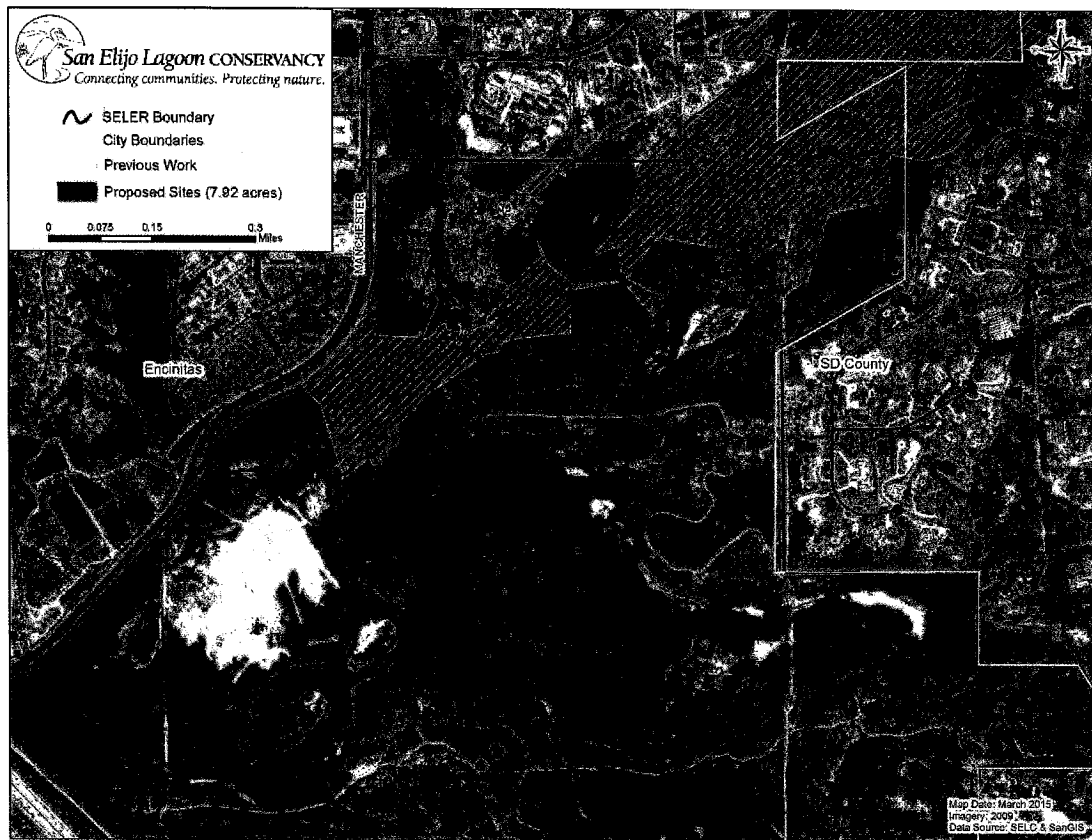 San Elijo Lagoon CONSERVANCY
Connecting communities. Protecting nature.
SELER Boundary
City Boundaries
Previous Work
Proposed Sites (7.92 acres)
0 0.075 0.15 0.3
Miles
MANCHESTER
Encinitas
SD County
Map Date: March 2015
Imagery: 2009
Data Source: SELC & SanGIS